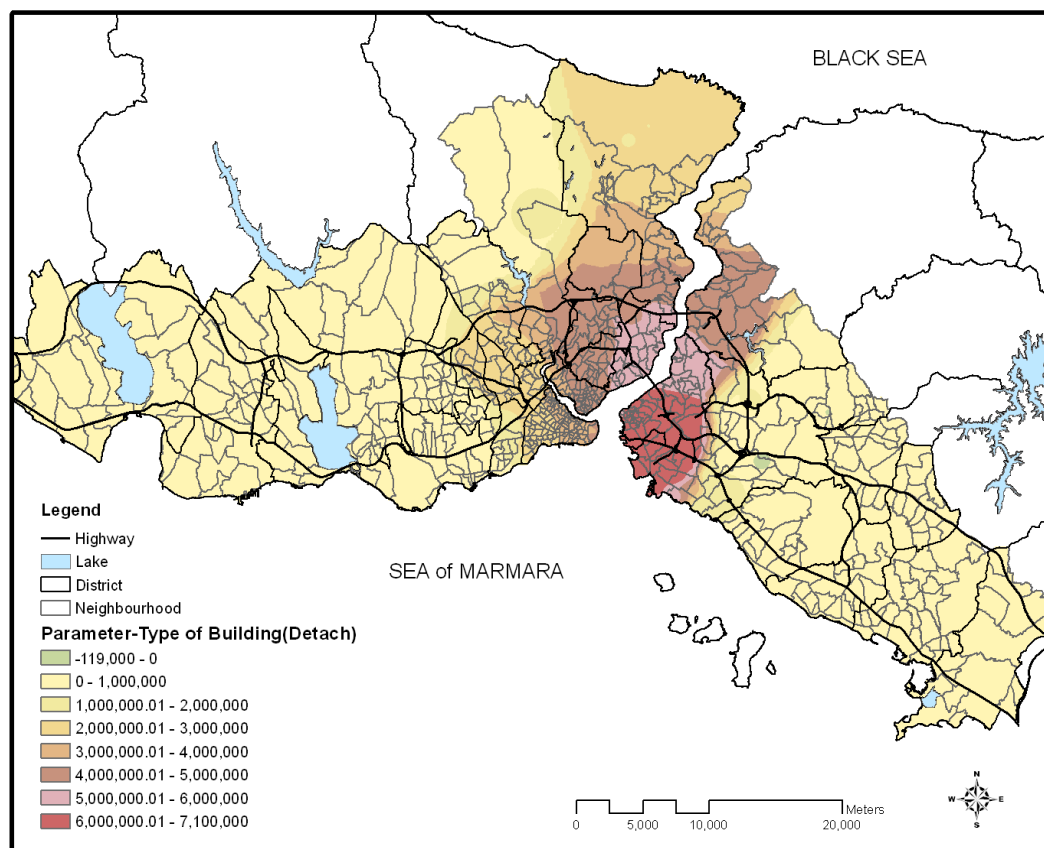 BLACK SEA
SEA of MARMARA
Legend
Highway
Lake
District
Neighbourhood
Parameter-Type of Building(Detach)
-119,000 - 0
0 - 1,000,000
1,000,000.01 - 2,000,000
2,000,000.01 - 3,000,000
3,000,000.01 - 4,000,000
4,000,000.01 - 5,000,000
5,000,000.01 - 6,000,000
6,000,000.01 - 7,100,000
Meters
0 5,000 10,000 20,000
N
W E
S